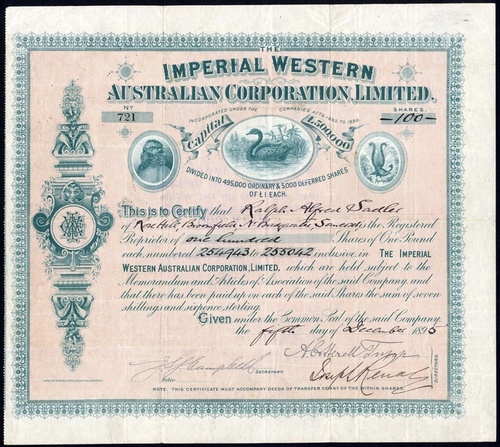 THE
IMPERIAL WESTERN
AUSTRALIAN CORPORATION, LIMITED.
INCORPORATED UNDER THE COMPANIES ACTS, 1862 TO 1890.
No 721
SHARES.
—100—
Capital £500,000
DIVIDED INTO 495,000 ORDINARY & 5,000 DEFERRED SHARES
OF £1 EACH.
This is to Certify that Ralph Alfred Sadler
of Rose Hill, the Registered
Proprietor of one hundred Shares of One Pound
each, numbered 254943 to 255042 inclusive, in THE IMPERIAL
WESTERN AUSTRALIAN CORPORATION, LIMITED, which are held subject to the
Memorandum and Articles of Association of the said Company, and
that there has been paid up on each of the said Shares the sum of seven
shillings and sixpence sterling.
Given under the Common Seal of the said Company
the fifth day of December 1895
Campbell
SECRETARY.
DIRECTORS.
NOTE. THIS CERTIFICATE MUST ACCOMPANY DEEDS OF TRANSFER OF ANY OF THE WITHIN SHARES.